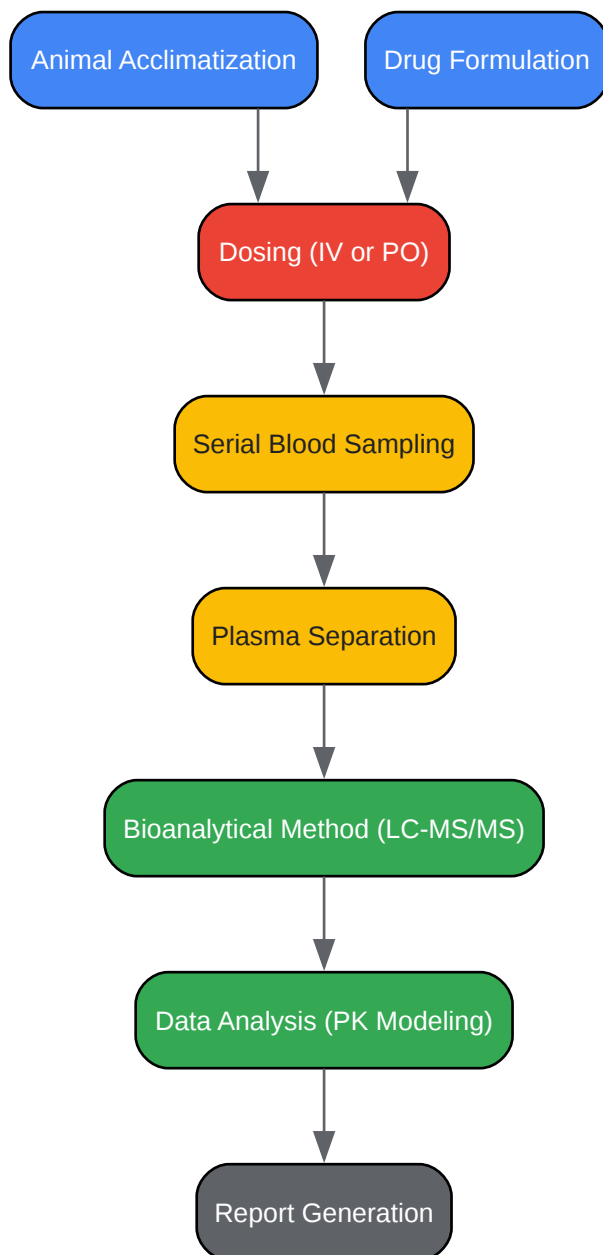 Animal Acclimatization
Drug Formulation
Dosing (IV or PO)
Serial Blood Sampling
Plasma Separation
Bioanalytical Method (LC-MS/MS)
Data Analysis (PK Modeling)
Report Generation